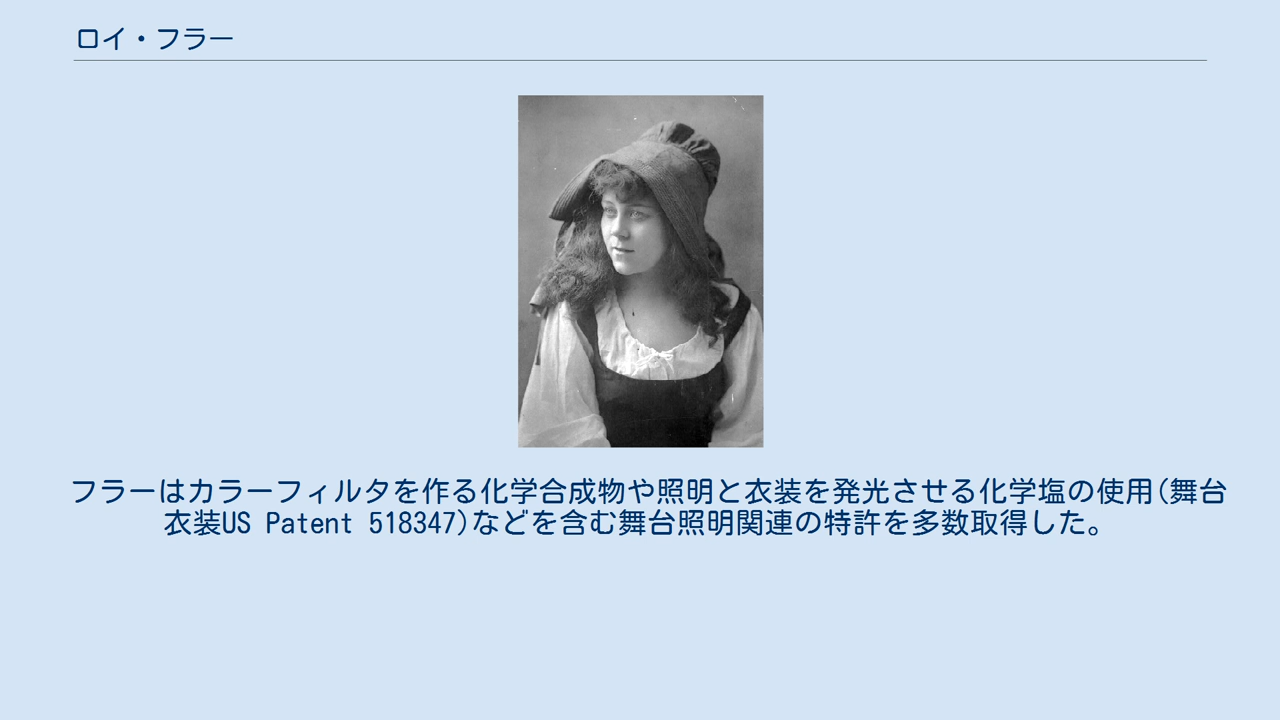 ロイ・フラー
フラーはカラーフィルタを作る化学合成物や照明と衣装を発光させる化学塩の使用(舞台
衣装US Patent 518347)などを含む舞台照明関連の特許を多数取得した。